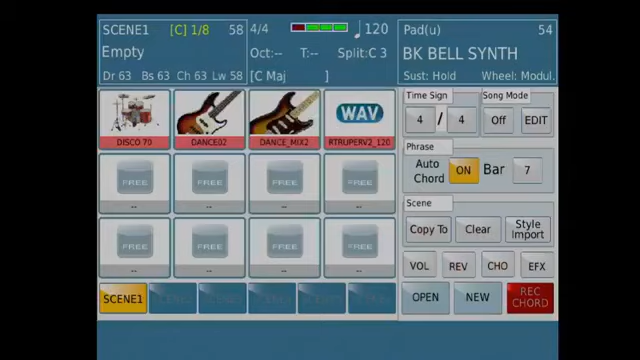 SCENE1 [C] 1/8 58
Empty
Dr 63 Bs 63 Ch 63 Lw 58
4/4 120
Oct:-- T:-- Split:C 3
[C Maj ]
Pad(u) 54
BK BELL SYNTH
Sust: Hold Wheel: Modul.
DISCO 70
DANCE02
DANCE_MIX2
WAV
RTRUPERV2_120
FREE
--
FREE
--
FREE
--
FREE
--
FREE
--
FREE
--
FREE
--
FREE
--
SCENE1
Time Sign
4 / 4
Song Mode
Off EDIT
Phrase
Auto Chord ON Bar 7
Scene
Copy To Clear Style Import
VOL REV CHO EFX
OPEN NEW REC CHORD